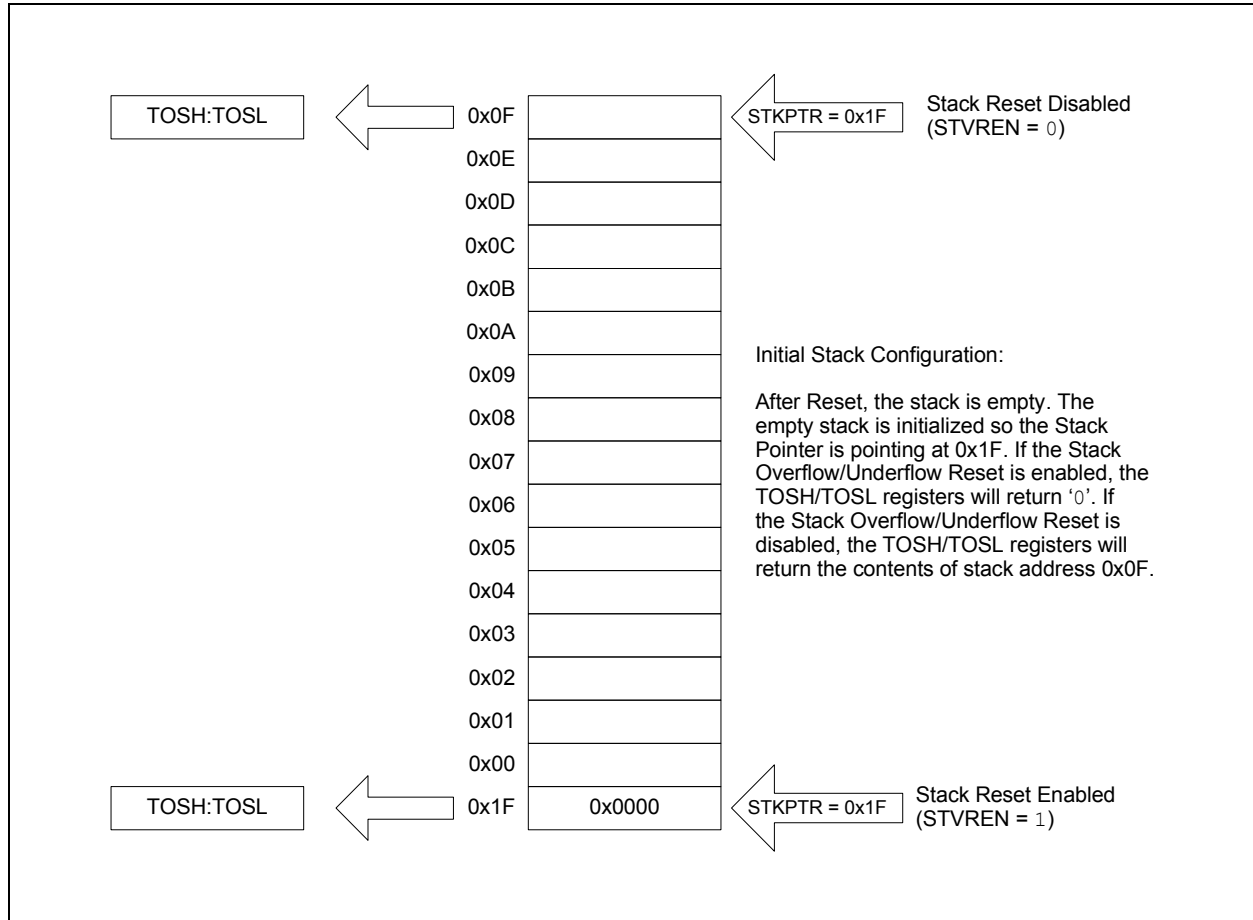 TOSH:TOSL
0x0F
STKPTR = 0x1F
Stack Reset Disabled
(STVREN = 0)
0x0E
0x0D
0x0C
0x0B
0x0A
0x09
0x08
0x07
0x06
0x05
0x04
0x03
0x02
0x01
0x00
Initial Stack Configuration:
After Reset, the stack is empty. The
empty stack is initialized so the Stack
Pointer is pointing at 0x1F. If the Stack
Overflow/Underflow Reset is enabled, the
TOSH/TOSL registers will return ‘0’. If
the Stack Overflow/Underflow Reset is
disabled, the TOSH/TOSL registers will
return the contents of stack address 0x0F.
TOSH:TOSL
0x1F
0x0000
STKPTR = 0x1F
Stack Reset Enabled
(STVREN = 1)